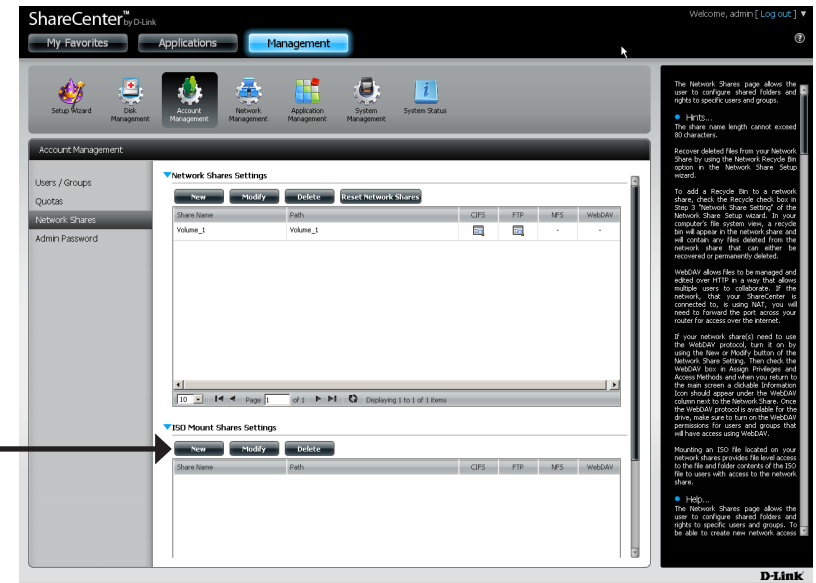 ShareCenter™ by D-Link
Welcome, admin [ Log out ] ▼
My Favorites
Applications
Management
Setup Wizard
Disk
Management
Account
Management
Network
Management
Application
Management
System
Management
System Status
Account Management
Users / Groups
Quotas
Network Shares
Admin Password
Network Shares Settings
New Modify Delete Reset Network Shares
Share Name Path CIFS FTP NFS WebDAV
Volume_1 Volume_1 - -
10 Page 1 of 1 Displaying 1 to 1 of 1 items
ISO Mount Shares Settings
New Modify Delete
Share Name Path CIFS FTP NFS WebDAV
The Network Shares page allows the
user to configure shared folders and
rights to specific users and groups.
Hints...
The share name length cannot exceed
80 characters.
Recover deleted files from your Network
Share by using the Network Recycle Bin
option in the Network Share Setup
wizard.
To add a Recycle Bin to a network
share, check the Recycle check box in
Step 3 "Network Share Setting" of the
Network Share Setup wizard. In your
computer's file system view, a recycle
bin will appear in the network share and
will contain any files deleted from the
network share that can either be
recovered or permanently deleted.
WebDAV allows files to be managed and
edited over HTTP in a way that allows
multiple users to collaborate. If the
network, that your ShareCenter is
connected to, is using NAT, you will
need to forward the port across your
router for access over the internet.
If your network share(s) need to use
the WebDAV protocol, turn it on by
using the New or Modify button of the
Network Share Setting. Then check the
WebDAV box in Assign Privileges and
Access Methods and when you return to
the main screen a clickable Information
Icon should appear under the WebDAV
column next to the Network Share. Once
the WebDAV protocol is available for the
drive, make sure to turn on the WebDAV
permissions for users and groups that
will have access using WebDAV.
Mounting an ISO file located on your
network shares provides file level access
to the file and folder contents of the ISO
file to users with access to the network
share.
Help...
The Network Shares page allows the
user to configure shared folders and
rights to specific users and groups. To
be able to create new network access
D-Link